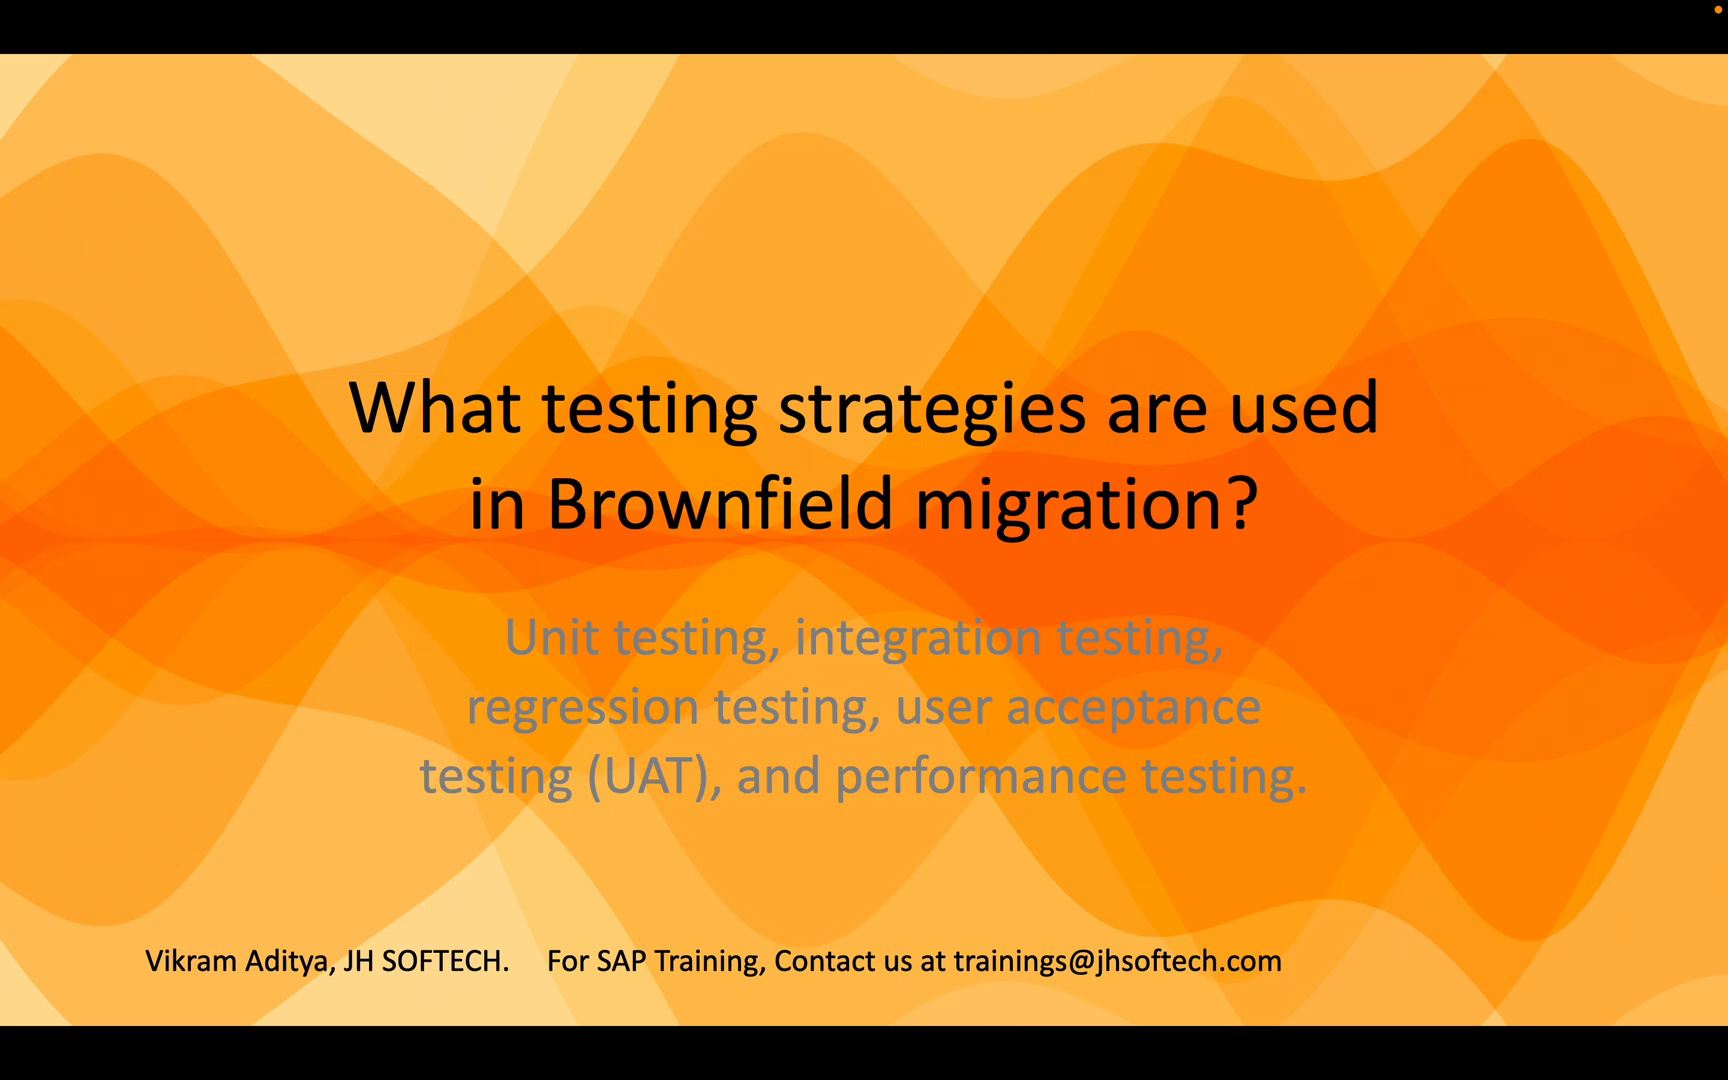 What testing strategies are used
in Brownfield migration?
Unit testing, integration testing,
regression testing, user acceptance
testing (UAT), and performance testing.
Vikram Aditya, JH SOFTECH. For SAP Training, Contact us at trainings@jhsoftech.com